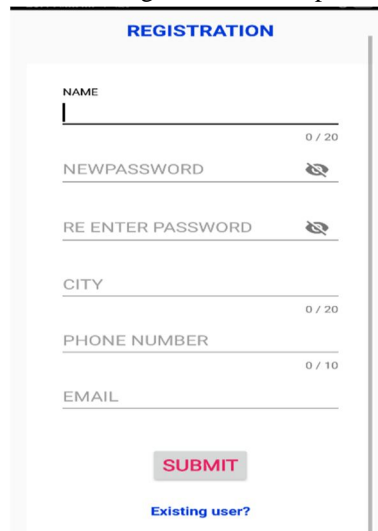 REGISTRATION
NAME
0 / 20
NEWPASSWORD
RE ENTER PASSWORD
CITY
0 / 20
PHONE NUMBER
0 / 10
EMAIL
SUBMIT
Existing user?